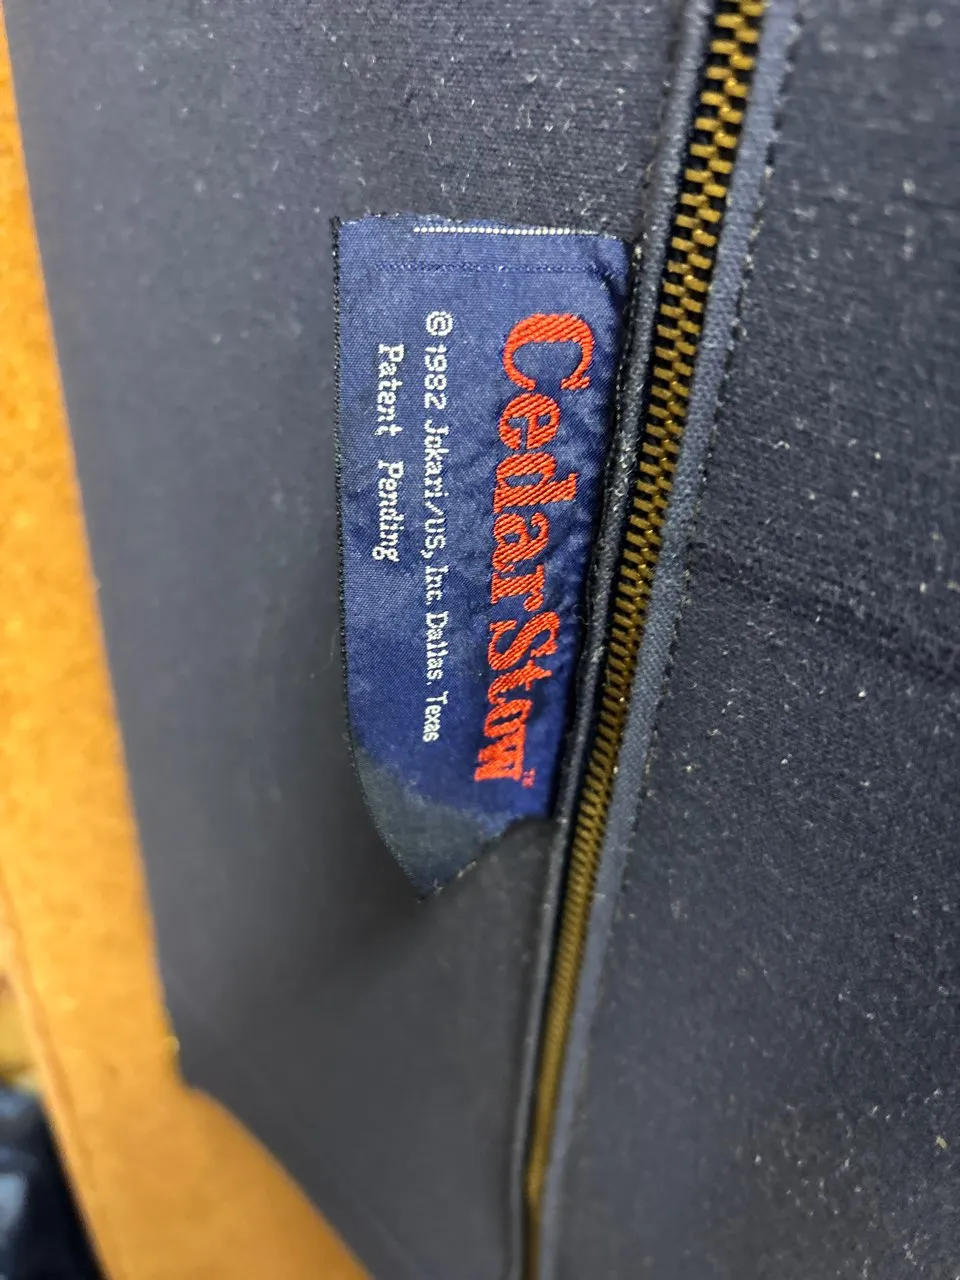 CedarStow™
© 1982 Jokari/US, Inc. Dallas. Texas
Patent Pending